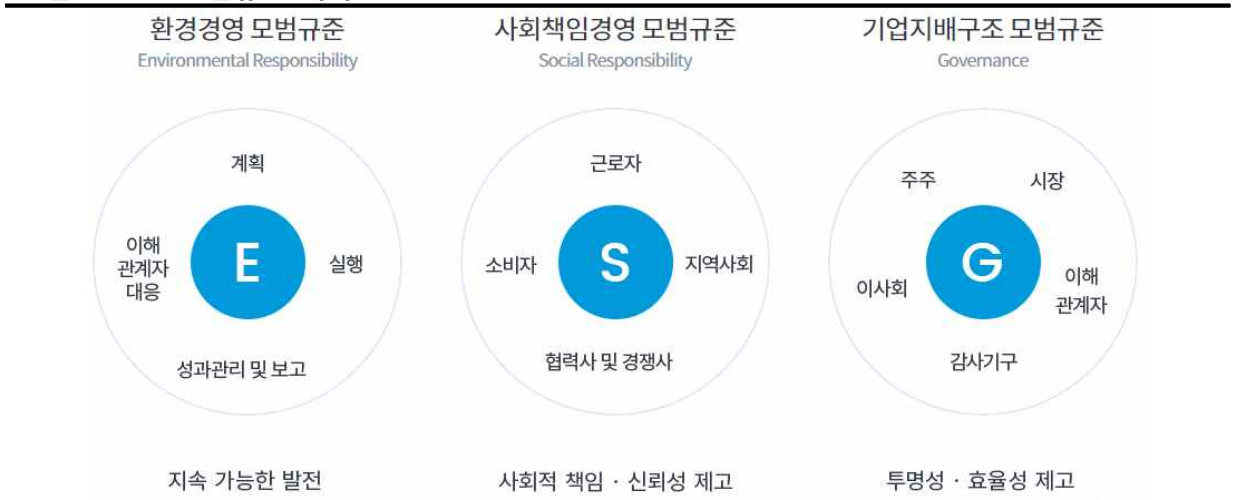 환경경영 모범규준
Environmental Responsibility
계획
이해
관계자
대응
E
실행
성과관리 및 보고
지속 가능한 발전
사회책임경영 모범규준
Social Responsibility
근로자
소비자
S
지역사회
협력사 및 경쟁사
사회적 책임 · 신뢰성 제고
기업지배구조 모범규준
Governance
주주
시장
이사회
G
이해
관계자
감사기구
투명성 · 효율성 제고